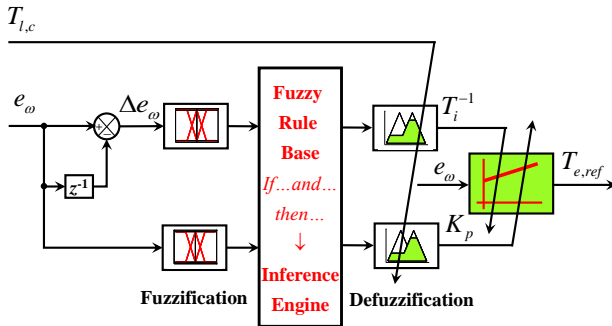 T_{l,c}
e_ω
Δe_ω
+
−
z⁻¹
Fuzzification
Fuzzy
Rule
Base
If…and…
then…
↓
Inference
Engine
T_i^{-1}
K_p
Defuzzification
e_ω
T_{e,ref}